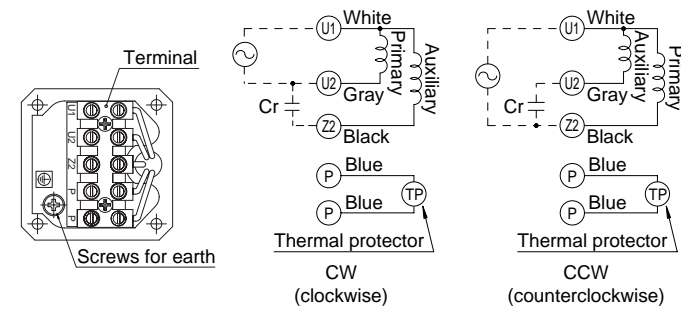 Terminal
U1
U2
Z2
P
P
Screws for earth
U1
White
Primary
Auxiliary
U2
Gray
Cr
Z2
Black
P
Blue
TP
P
Blue
Thermal protector
CW
(clockwise)
U1
White
Auxiliary
Primary
U2
Gray
Cr
Z2
Black
P
Blue
TP
P
Blue
Thermal protector
CCW
(counterclockwise)